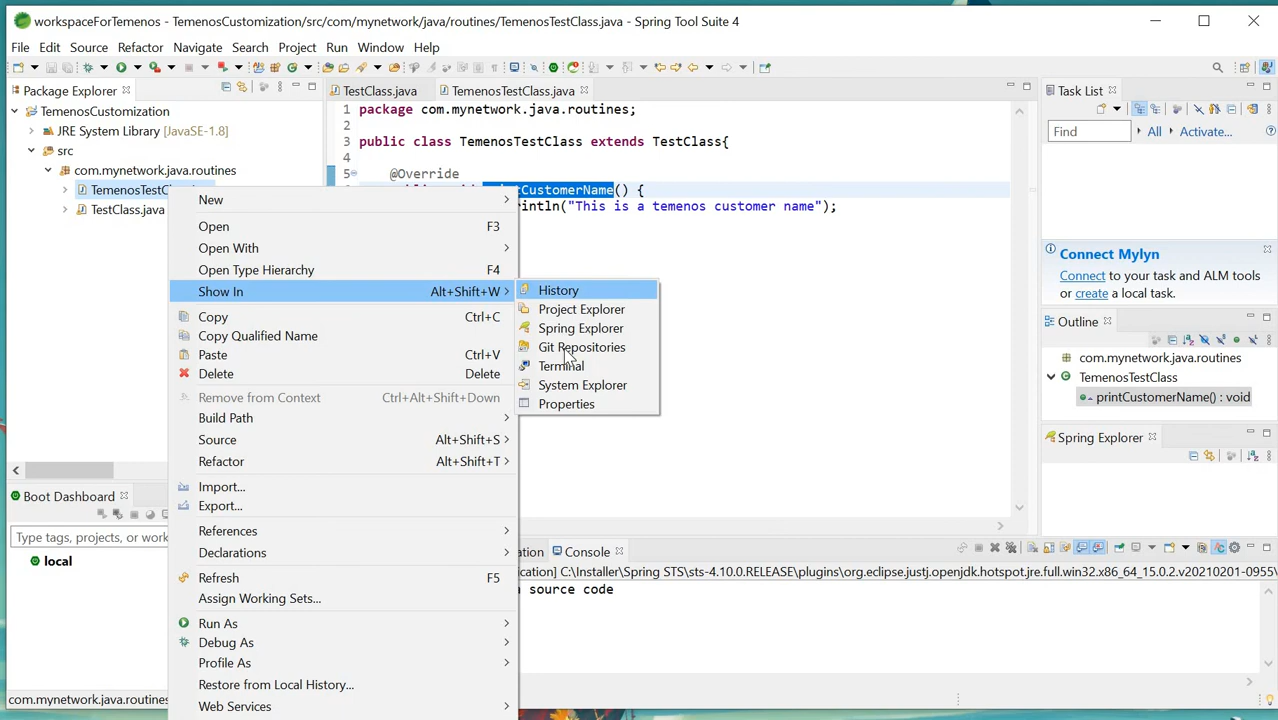 workspaceForTemenos - TemenosCustomization/src/com/mynetwork/java/routines/TemenosTestClass.java - Spring Tool Suite 4
File Edit Source Refactor Navigate Search Project Run Window Help
Package Explorer
TemenosCustomization
JRE System Library [JavaSE-1.8]
src
com.mynetwork.java.routines
TemenosTestC
TestClass.java
TestClass.java
TemenosTestClass.java
1 package com.mynetwork.java.routines;
2
3 public class TemenosTestClass extends TestClass{
4
5 @Override
CustomerName() {
println("This is a temenos customer name");
New
Open F3
Open With
Open Type Hierarchy F4
Show In Alt+Shift+W
Copy Ctrl+C
Copy Qualified Name
Paste Ctrl+V
Delete Delete
Remove from Context Ctrl+Alt+Shift+Down
Build Path
Source Alt+Shift+S
Refactor Alt+Shift+T
Import...
Export...
References
Declarations
Refresh F5
Assign Working Sets...
Run As
Debug As
Profile As
Restore from Local History...
Web Services
History
Project Explorer
Spring Explorer
Git Repositories
Terminal
System Explorer
Properties
Task List
Find All Activate...
Connect Mylyn
Connect to your task and ALM tools
or create a local task.
Outline
com.mynetwork.java.routines
TemenosTestClass
printCustomerName() : void
Spring Explorer
Boot Dashboard
Type tags, projects, or work
local
ation Console
ication] C:\Installer\Spring STS\sts-4.10.0.RELEASE\plugins\org.eclipse.justj.openjdk.hotspot.jre.full.win32.x86_64_15.0.2.v20210201-0955\
source code
com.mynetwork.java.routines